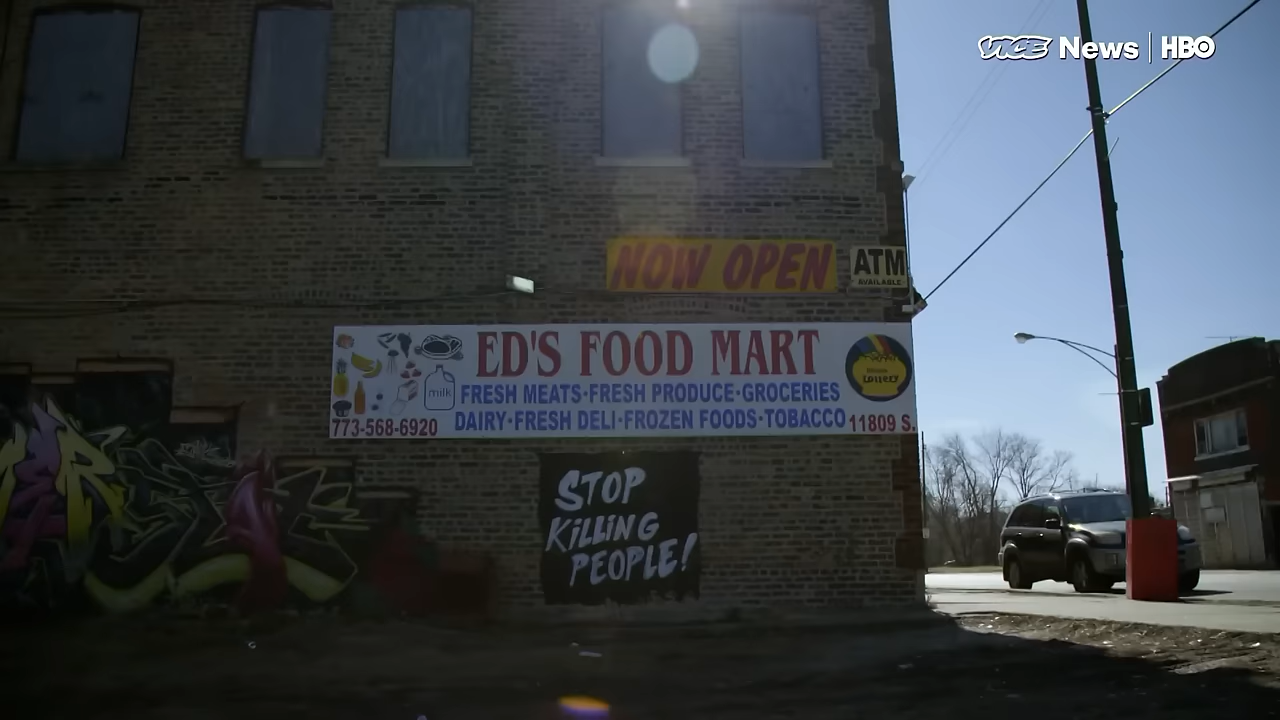 VICE News | HBO
NOW OPEN
ATM
AVAILABLE
ED'S FOOD MART
FRESH MEATS·FRESH PRODUCE·GROCERIES
DAIRY·FRESH DELI·FROZEN FOODS·TOBACCO
milk
Illinois
LOTTERY
773-568-6920
11809 S.
STOP
KiLLiNG
PEOPLE!